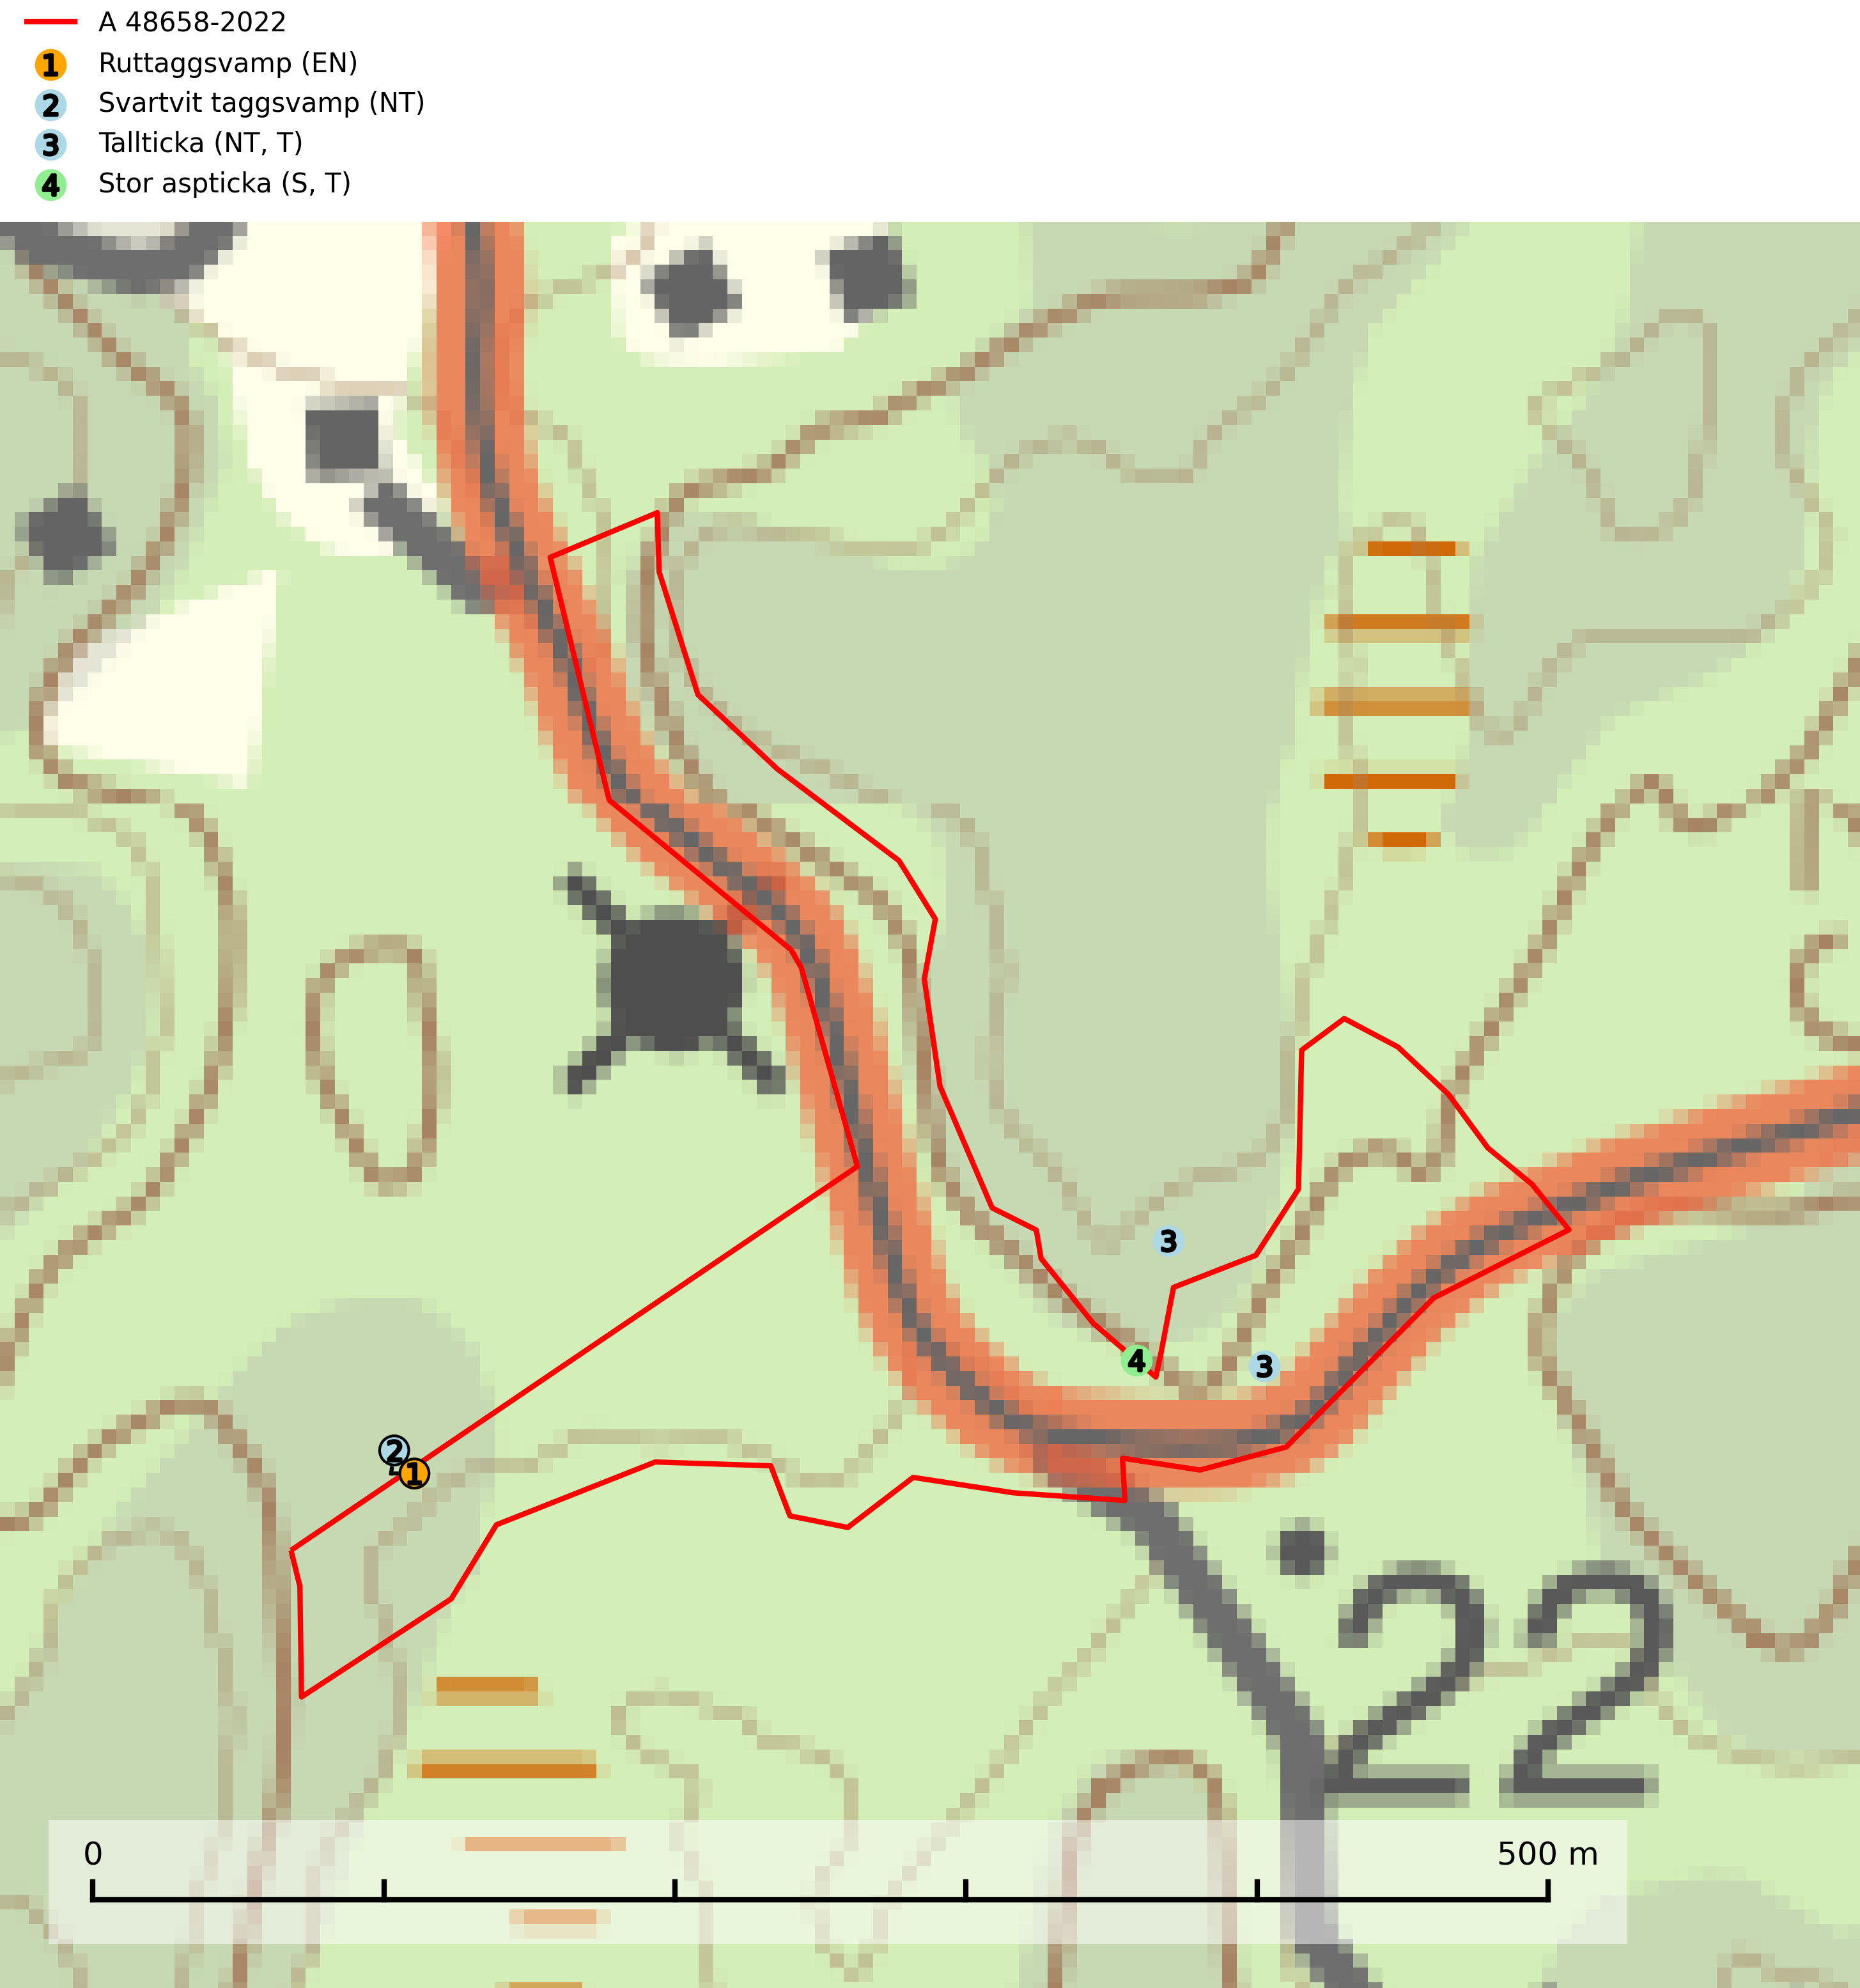 A 48658-2022
1 Ruttaggsvamp (EN)
2 Svartvit taggsvamp (NT)
3 Tallticka (NT, T)
4 Stor aspticka (S, T)
3
4
3
2
1
22
0
500 m